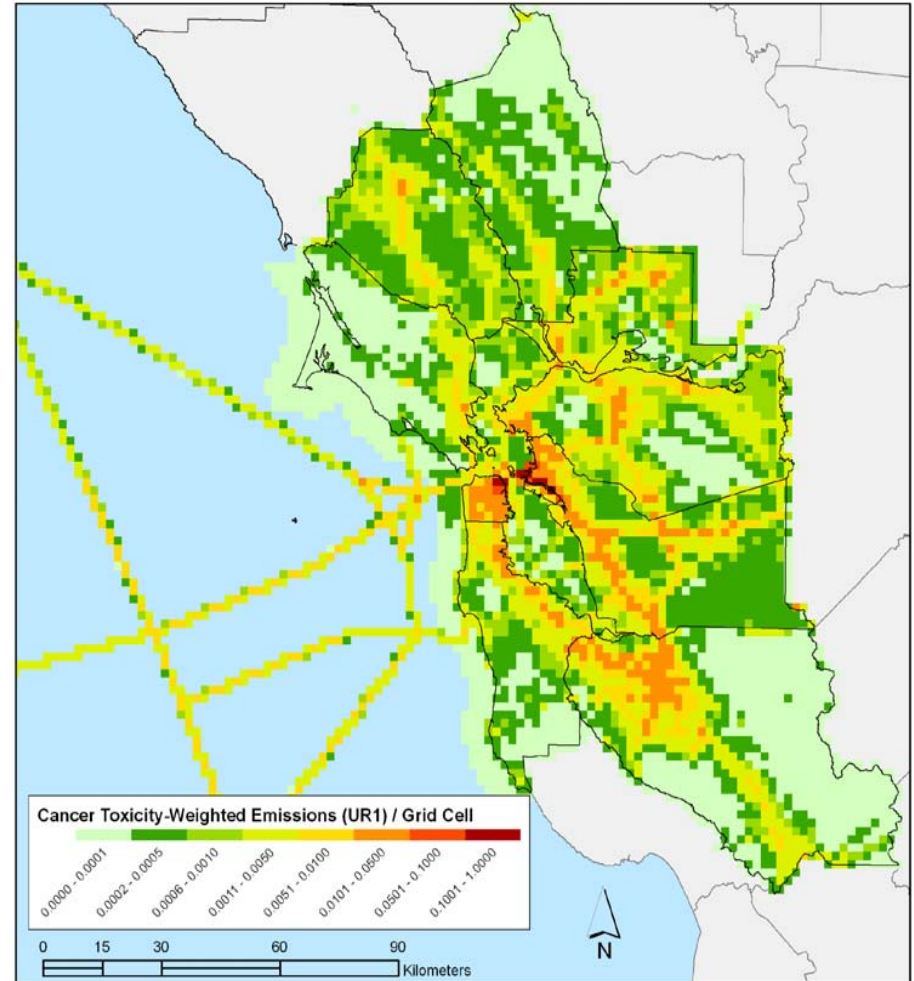 Cancer Toxicity-Weighted Emissions (UR1) / Grid Cell
0.0000 - 0.0001
0.0002 - 0.0005
0.0006 - 0.0010
0.0011 - 0.0050
0.0051 - 0.0100
0.0101 - 0.0500
0.0501 - 0.1000
0.1001 - 1.0000
N
0 15 30 60 90
Kilometers